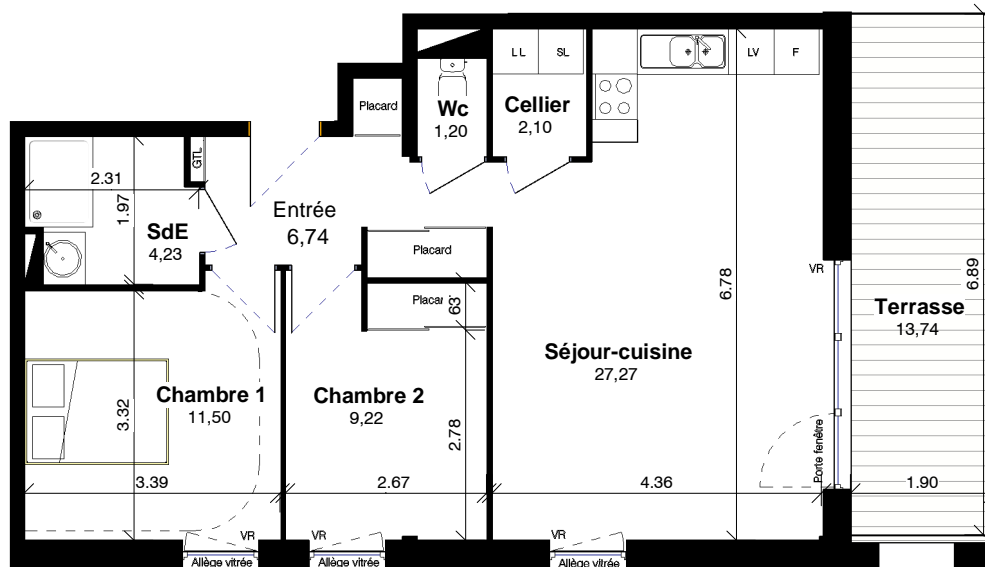 LL
SL
LV
F
Placard
Wc
1,20
Cellier
2,10
GTL
2.31
1.97
SdE
4,23
Entrée
6,74
Placard
VR
6.78
6.89
Placar
63
Terrasse
13,74
Séjour-cuisine
27,27
Chambre 1
11,50
Chambre 2
9,22
3.32
2.78
Porte fenêtre
3.39
2.67
4.36
1.90
VR
VR
VR
Allège vitrée
Allège vitrée
Allège vitrée